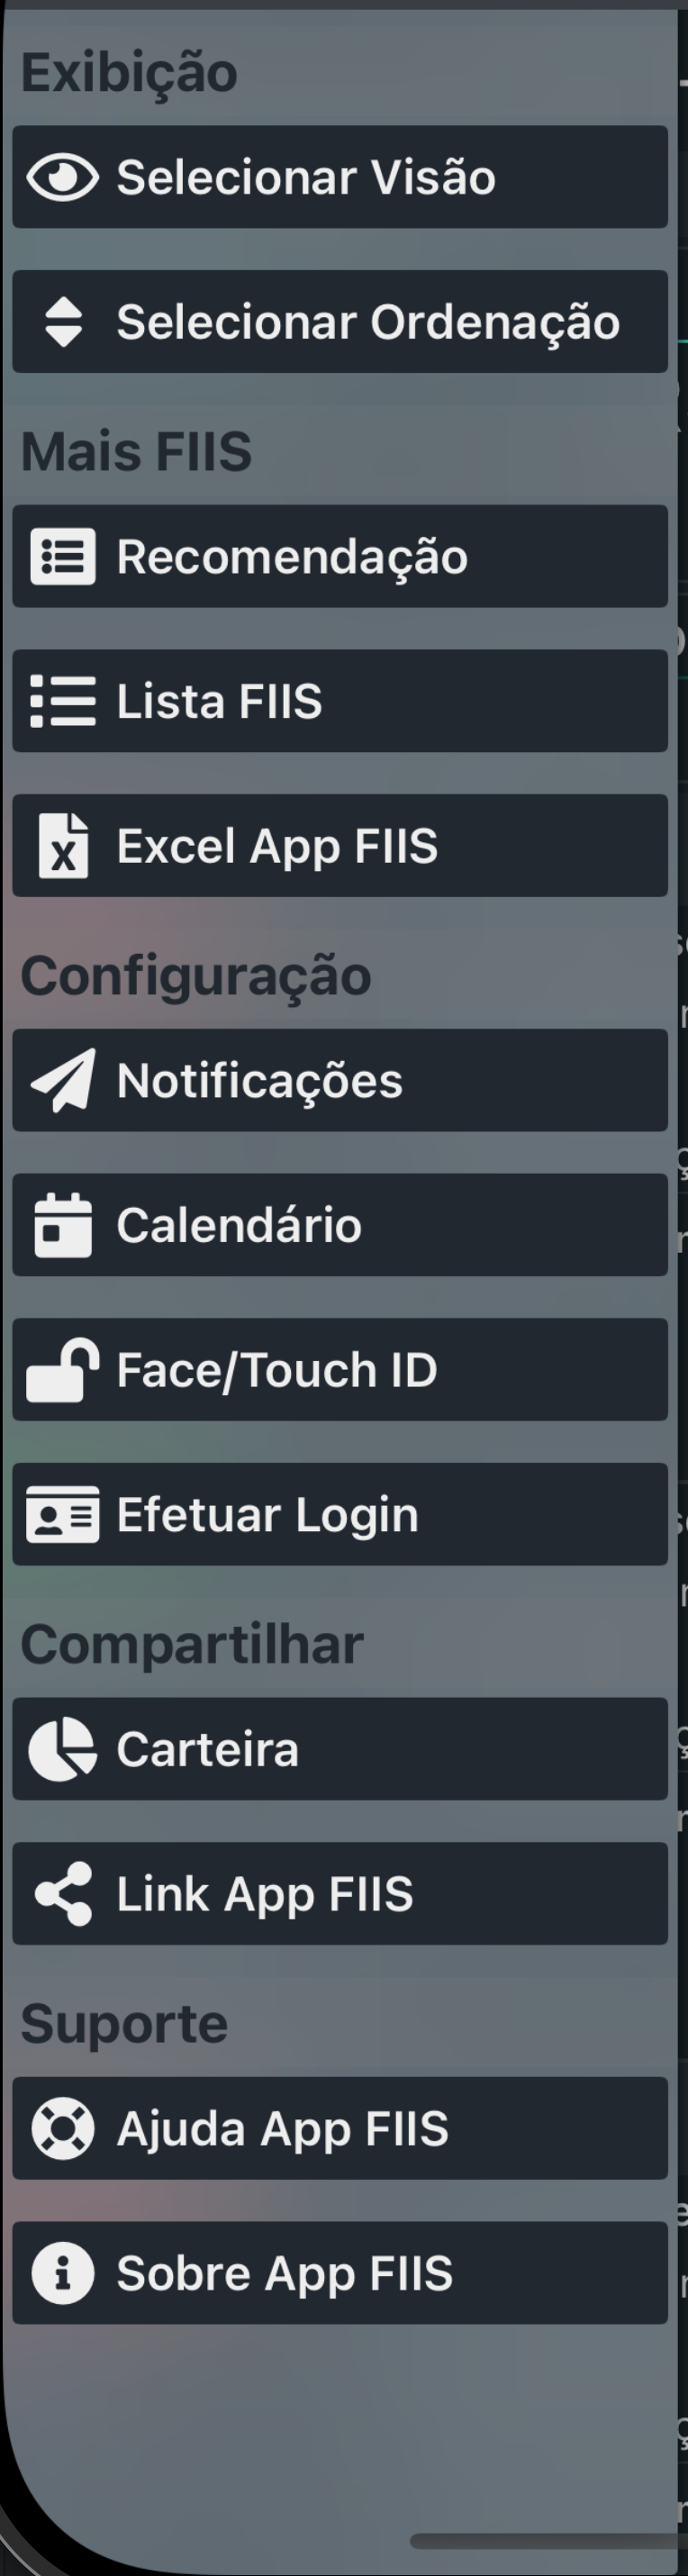 Exibição
Selecionar Visão
Selecionar Ordenação
Mais FIIS
Recomendação
Lista FIIS
Excel App FIIS
Configuração
Notificações
Calendário
Face/Touch ID
Efetuar Login
Compartilhar
Carteira
Link App FIIS
Suporte
Ajuda App FIIS
Sobre App FIIS